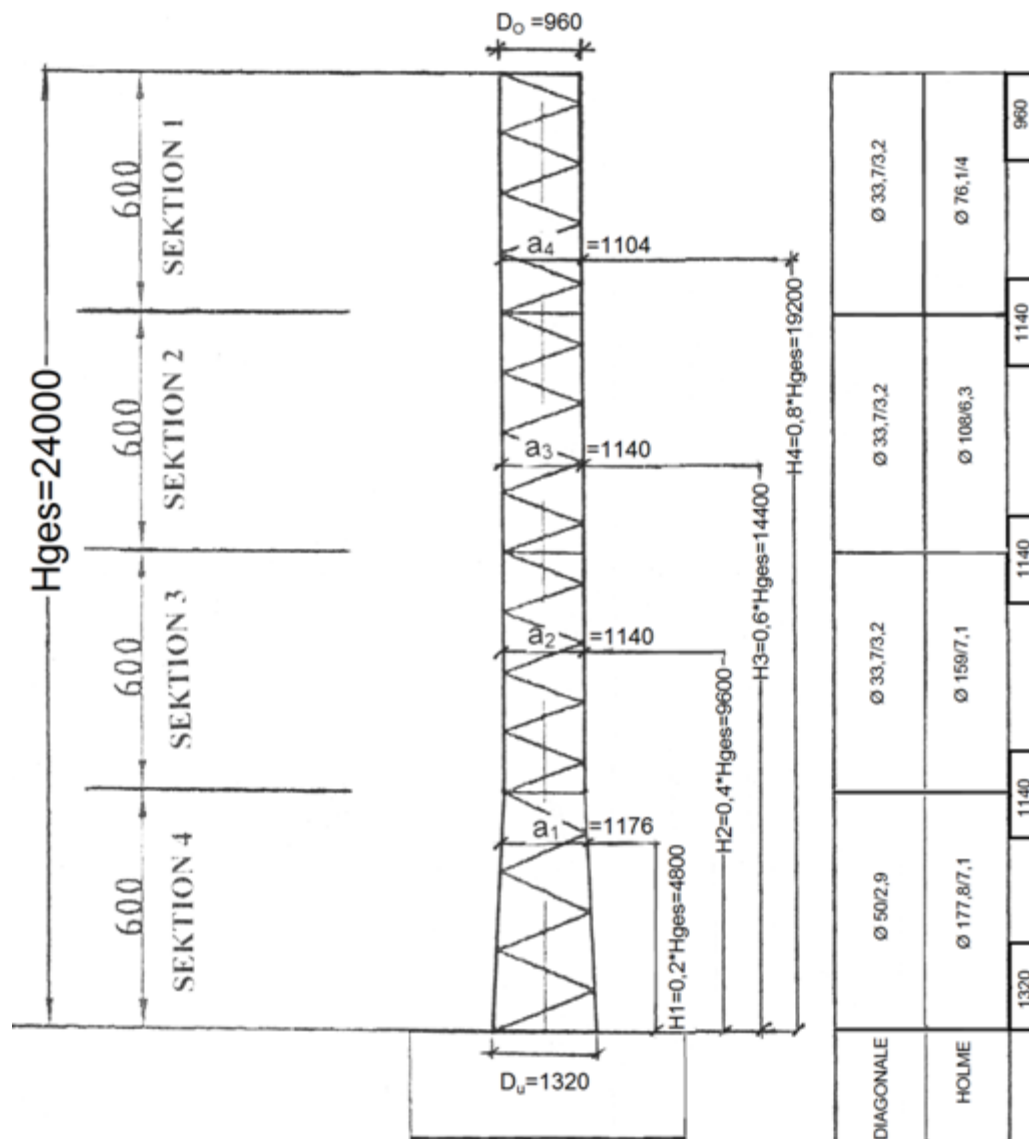 D_O =960
Hges=24000
600
SEKTION 1
600
SEKTION 2
600
SEKTION 3
600
SEKTION 4
a_4 =1104
a_3 =1140
a_2 =1140
a_1 =1176
H4=0,8*Hges=19200
H3=0,6*Hges=14400
H2=0,4*Hges=9600
H1=0,2*Hges=4800
D_u=1320
Ø 33,7/3,2
Ø 76,1/4
960
Ø 33,7/3,2
Ø 108/6,3
1140
Ø 33,7/3,2
Ø 159/7,1
1140
Ø 50/2,9
Ø 177,8/7,1
1140
1320
DIAGONALE
HOLME